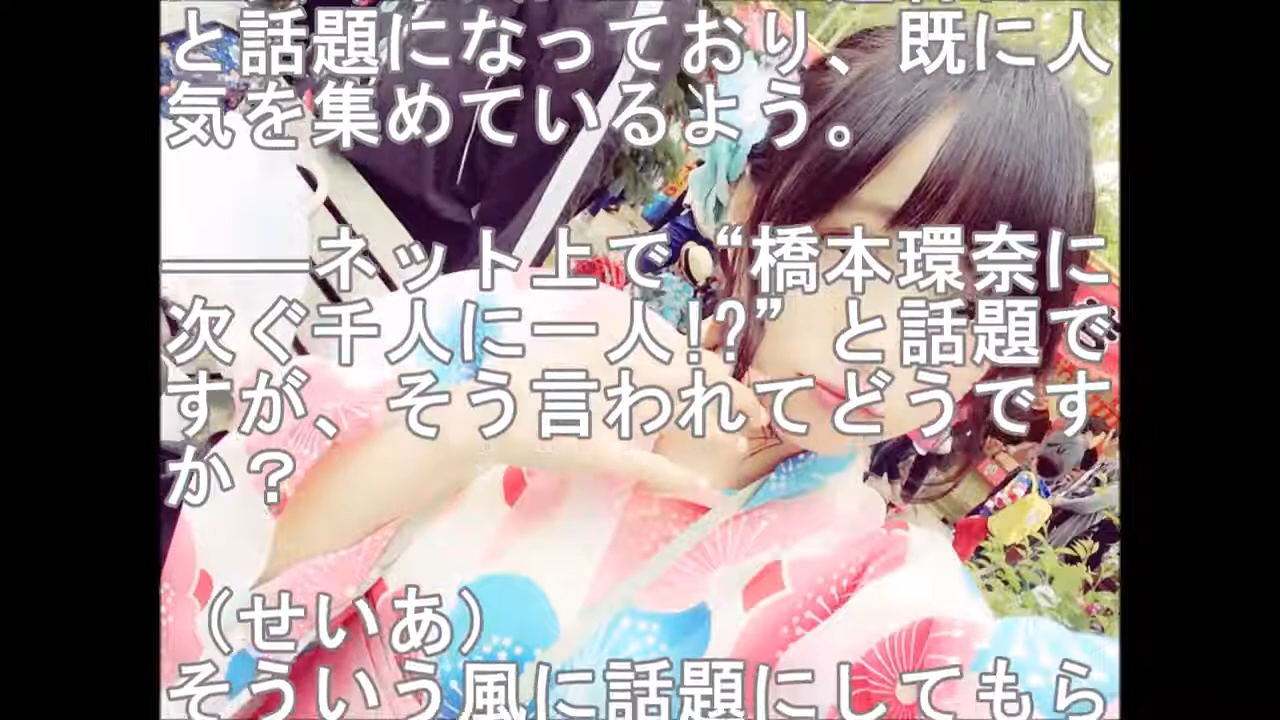 と話題になっており、既に人
気を集めているよう。
――ネット上で“橋本環奈に
次ぐ千人に一人!?”と話題で
すが、そう言われてどうです
か？
（せいあ）
そういう風に話題にしてもら